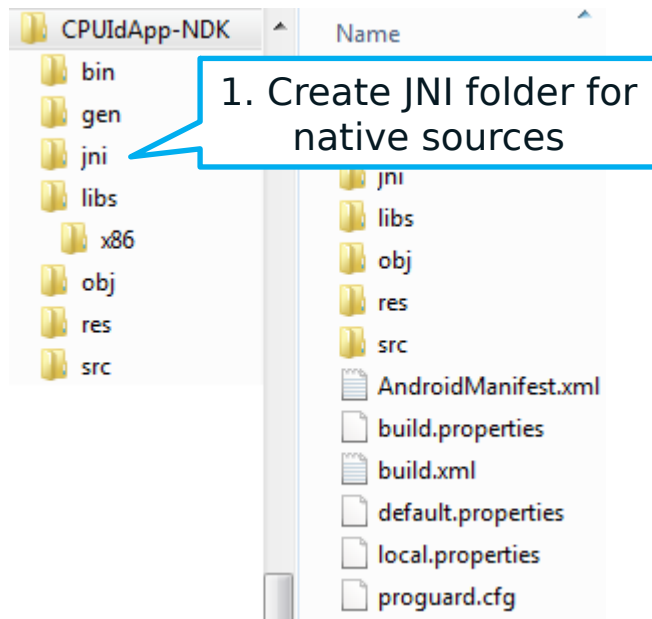 CPUIdApp-NDK
bin
gen
jni
libs
x86
obj
res
src
1. Create JNI folder for
native sources
Name
jni
libs
obj
res
src
AndroidManifest.xml
build.properties
build.xml
default.properties
local.properties
proguard.cfg